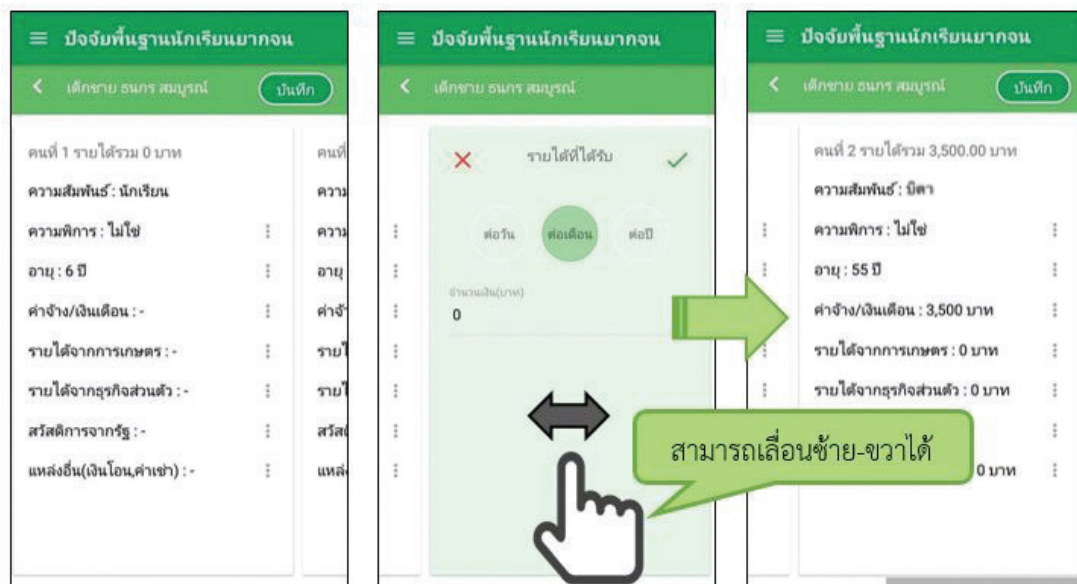 ปัจจัยพื้นฐานนักเรียนยากจน
เด็กชาย ธนกร สมบูรณ์
บันทึก
คนที่ 1 รายได้รวม 0 บาท
ความสัมพันธ์ : นักเรียน
ความพิการ : ไม่ใช่
อายุ : 6 ปี
ค่าจ้าง/เงินเดือน : -
รายได้จากการเกษตร : -
รายได้จากธุรกิจส่วนตัว : -
สวัสดิการจากรัฐ : -
แหล่งอื่น(เงินโอน,ค่าเช่า) : -
คนที่
อายุ
ปัจจัยพื้นฐานนักเรียนยากจน
เด็กชาย ธนกร สมบูรณ์
รายได้ที่ได้รับ
ต่อวัน
ต่อเดือน
ต่อปี
จำนวนเงิน(บาท)
0
สามารถเลื่อนซ้าย-ขวาได้
ปัจจัยพื้นฐานนักเรียนยากจน
เด็กชาย ธนกร สมบูรณ์
บันทึก
คนที่ 2 รายได้รวม 3,500.00 บาท
ความสัมพันธ์ : บิดา
ความพิการ : ไม่ใช่
อายุ : 55 ปี
ค่าจ้าง/เงินเดือน : 3,500 บาท
รายได้จากการเกษตร : 0 บาท
รายได้จากธุรกิจส่วนตัว : 0 บาท
0 บาท